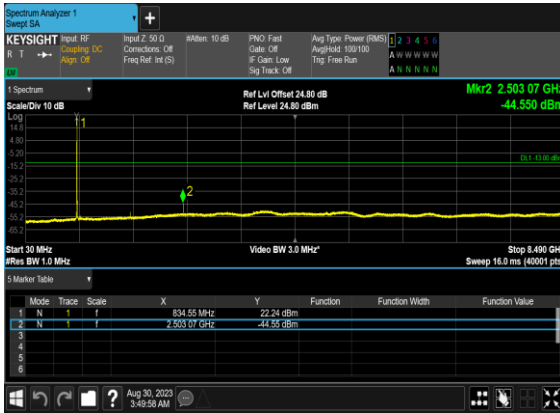 Spectrum Analyzer 1
Swept SA
KEYSIGHT Input: RF Input Z: 50 Ω #Atten: 10 dB PNO: Fast Avg Type: Power (RMS) 1 2 3 4 5 6
R T Coupling: DC Corrections: Off Gate: Off Avg|Hold: 100/100 A W W W W W
Align: Off Freq Ref: Int (S) IF Gain: Low Trig: Free Run
Sig Track: Off A N N N N N
1 Spectrum Ref Lvl Offset 24.80 dB Mkr2 2.503 07 GHz
Scale/Div 10 dB Ref Level 24.80 dBm -44.550 dBm
Log
14.8
1
4.80
-5.20
DL1 -13.00 dBm
-15.2
-25.2
-35.2
2
-45.2
-55.2
-65.2
Start 30 MHz Video BW 3.0 MHz* Stop 8.490 GHz
#Res BW 1.0 MHz Sweep 16.0 ms (40001 pts)
5 Marker Table
Mode Trace Scale X Y Function Function Width Function Value
1 N 1 f 834.55 MHz 22.24 dBm
2 N 1 f 2.503 07 GHz -44.55 dBm
3
4
5
6
? Aug 30, 2023
3:49:58 AM